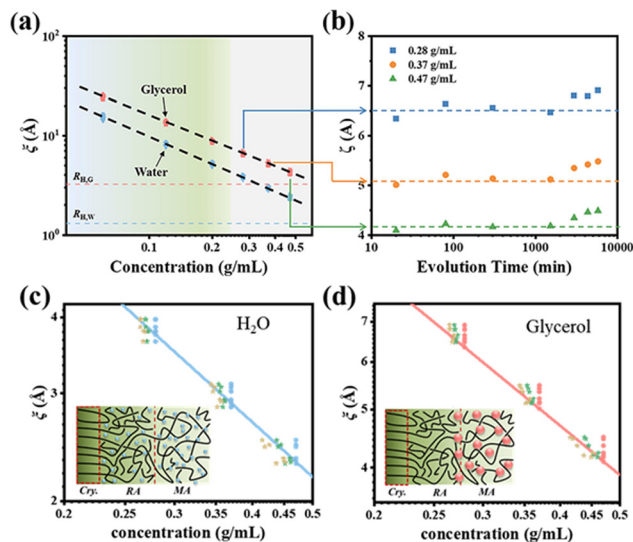 (a)
10²
10¹
10⁰
ξ (Å)
Glycerol
Water
R_H,G
R_H,W
0.1
0.2
0.3
0.4
0.5
Concentration (g/mL)
(b)
0.28 g/mL
0.37 g/mL
0.47 g/mL
8
7
6
5
4
ξ (Å)
10
100
1000
10000
Evolution Time (min)
(c)
H₂O
4
3
2
ξ (Å)
Cry. RA MA
0.2
0.25
0.3
0.35
0.4
0.45
0.5
concentration (g/mL)
(d)
Glycerol
7
6
5
4
ξ (Å)
Cry. RA MA
0.2
0.25
0.3
0.35
0.4
0.45
0.5
concentration (g/mL)